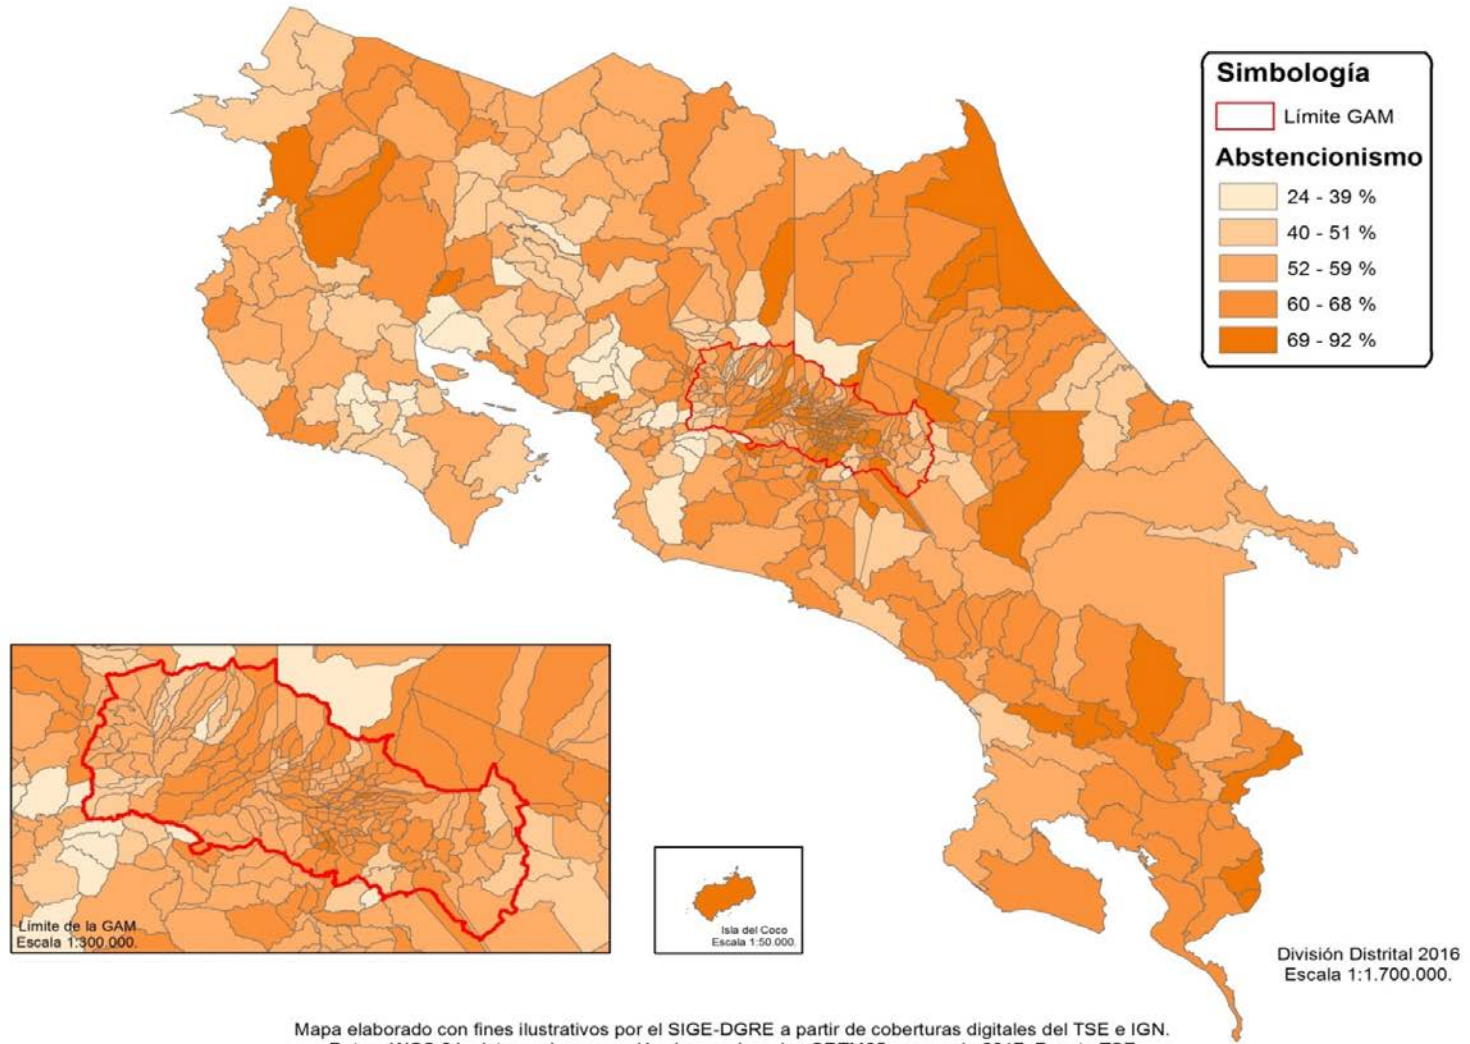 Simbología
Límite GAM
Abstencionismo
24 - 39 %
40 - 51 %
52 - 59 %
60 - 68 %
69 - 92 %
Límite de la GAM
Escala 1:300.000.
Isla del Coco
Escala 1:50.000.
División Distrital 2016
Escala 1:1.700.000.
Mapa elaborado con fines ilustrativos por el SIGE-DGRE a partir de coberturas digitales del TSE e IGN.